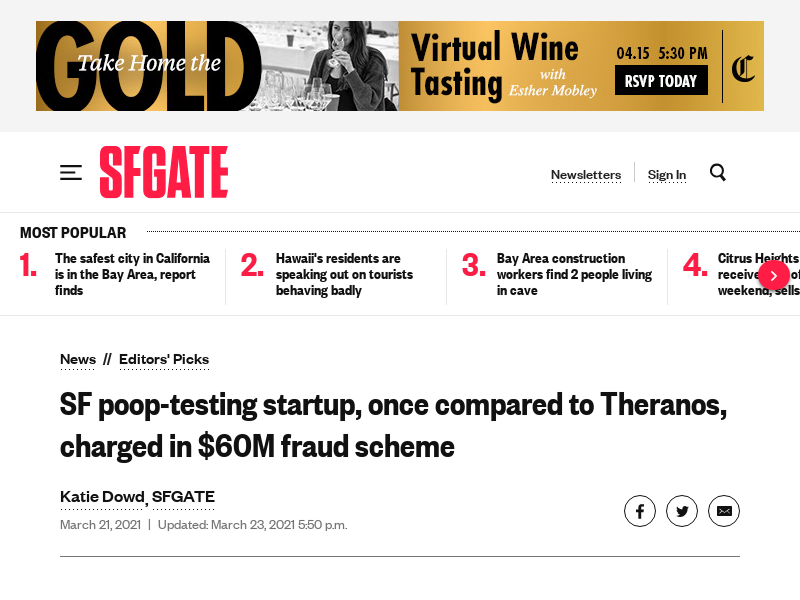 GOLD
Take Home the
Virtual Wine
Tasting
with
Esther Mobley
04.15 5:30 PM
RSVP TODAY
C
SFGATE
Newsletters
Sign In
MOST POPULAR
1.
The safest city in California
is in the Bay Area, report
finds
2.
Hawaii's residents are
speaking out on tourists
behaving badly
3.
Bay Area construction
workers find 2 people living
in cave
4.
Citrus Heights
weekend, sells
News // Editors' Picks
SF poop-testing startup, once compared to Theranos,
charged in $60M fraud scheme
Katie Dowd, SFGATE
March 21, 2021 | Updated: March 23, 2021 5:50 p.m.